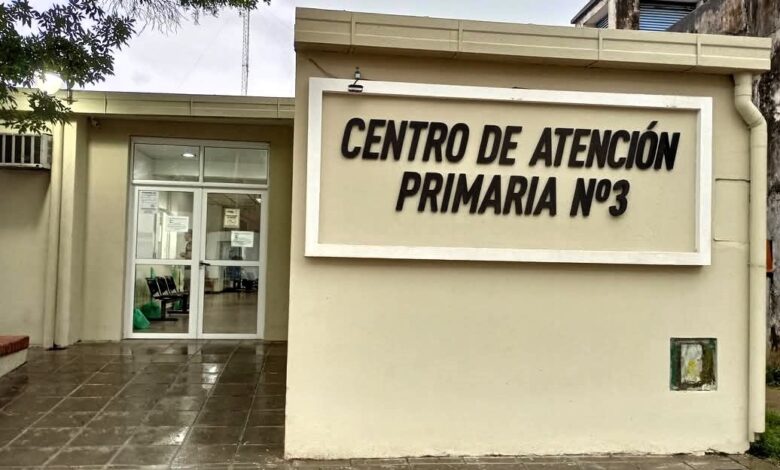 CENTRO DE ATENCIÓN
PRIMARIA Nº3